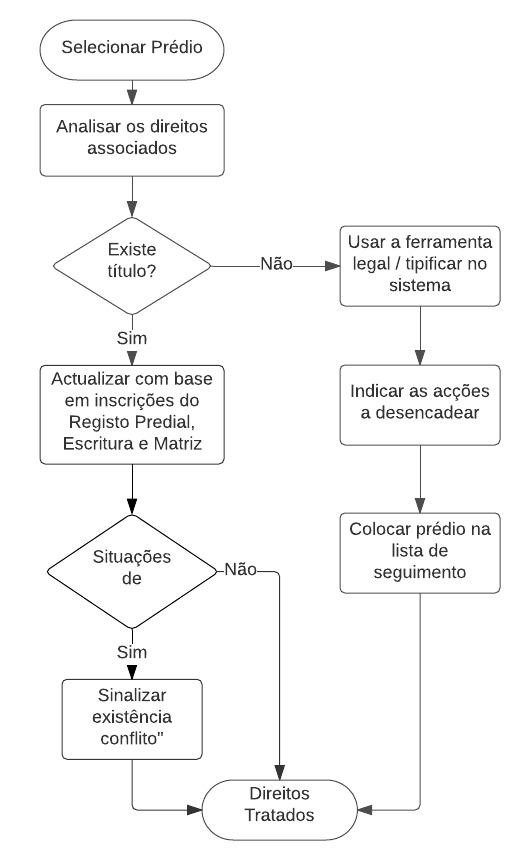 Selecionar Prédio
Analisar os direitos
associados
Existe
título?
Não
Usar a ferramenta
legal / tipificar no
sistema
Sim
Actualizar com base
em inscrições do
Registo Predial,
Escritura e Matriz
Indicar as acções
a desencadear
Situações
de
Não
Colocar prédio na
lista de
seguimento
Sim
Sinalizar
existência
conflito"
Direitos
Tratados